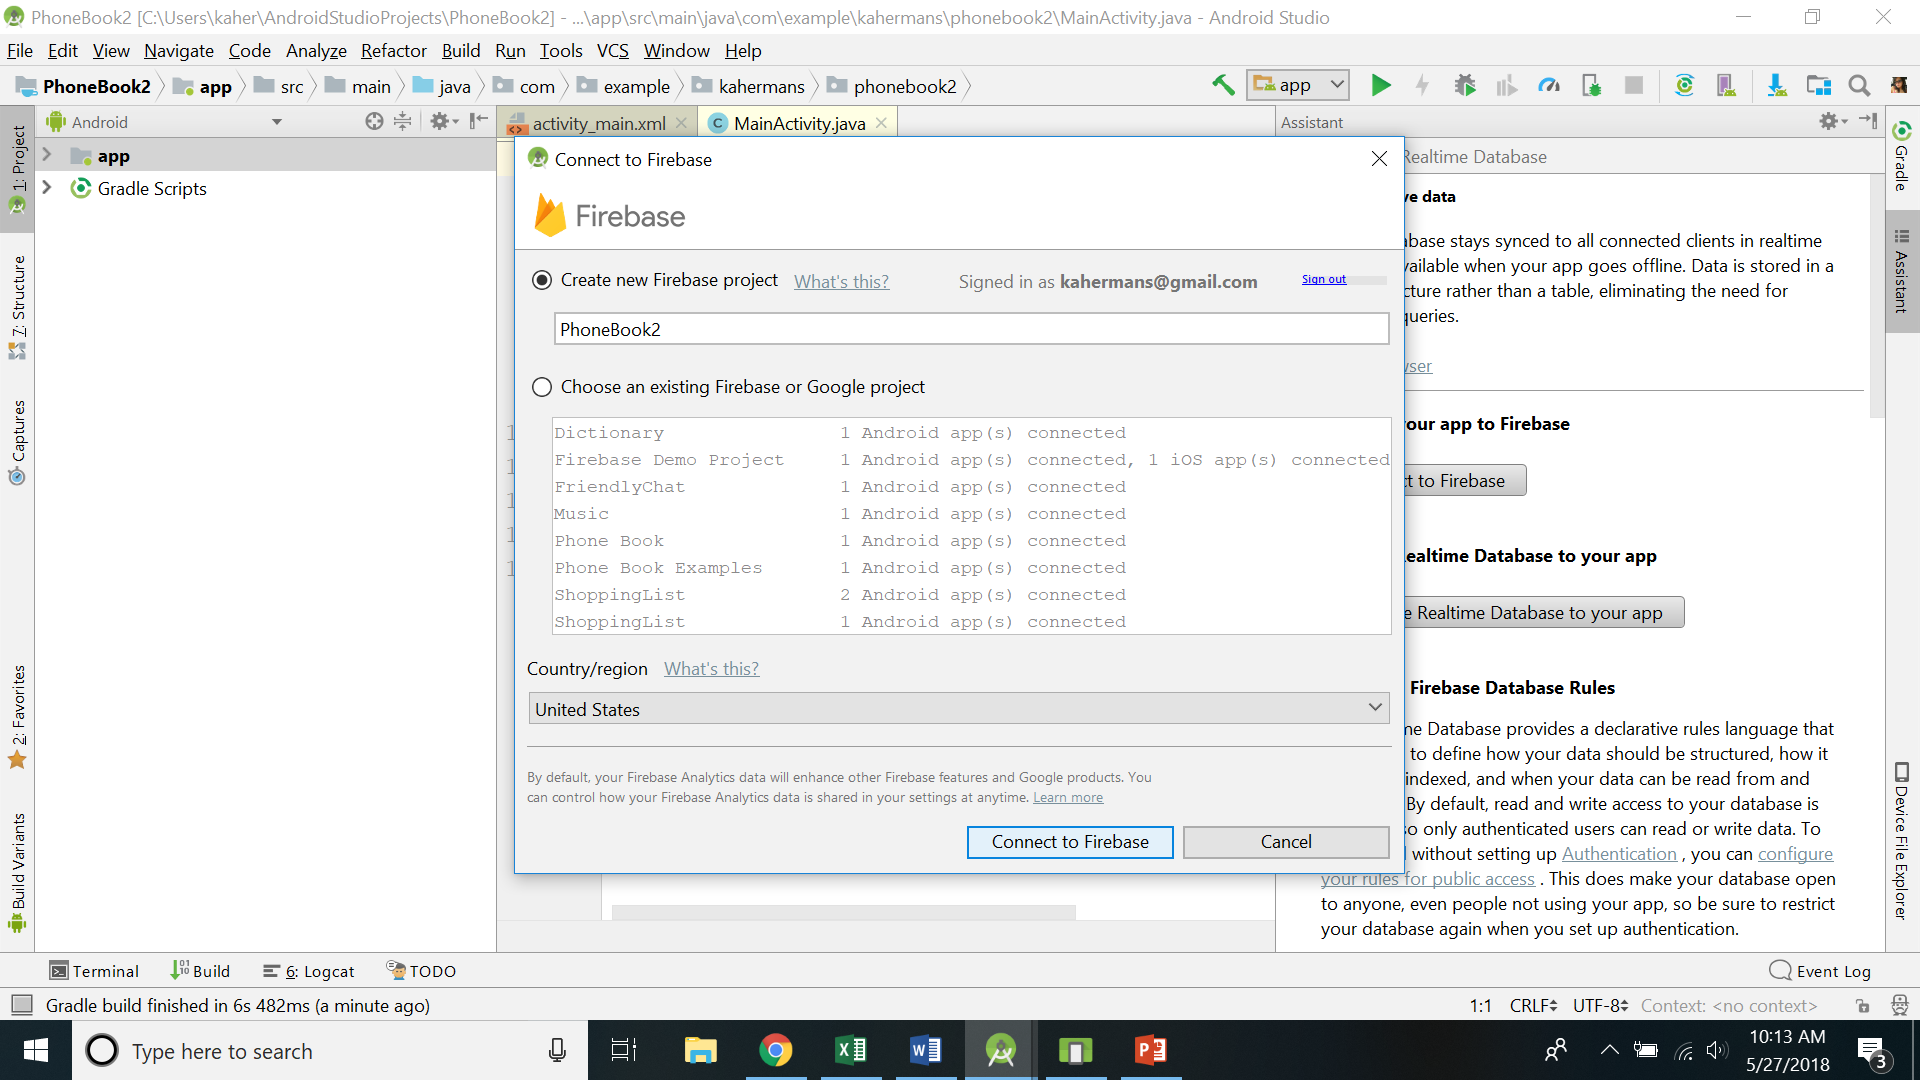 PhoneBook2 [C:\Users\kaher\AndroidStudioProjects\PhoneBook2] - ...\app\src\main\java\com\example\kahermans\phonebook2\MainActivity.java - Android Studio
File Edit View Navigate Code Analyze Refactor Build Run Tools VCS Window Help
PhoneBook2 app src main java com example kahermans phonebook2 app
Android
activity_main.xml
MainActivity.java
Assistant
1: Project
7: Structure
Captures
2: Favorites
Build Variants
app
Gradle Scripts
Connect to Firebase
Firebase
Create new Firebase project What's this? Signed in as kahermans@gmail.com Sign out
PhoneBook2
Choose an existing Firebase or Google project
Dictionary 1 Android app(s) connected
Firebase Demo Project 1 Android app(s) connected, 1 iOS app(s) connected
FriendlyChat 1 Android app(s) connected
Music 1 Android app(s) connected
Phone Book 1 Android app(s) connected
Phone Book Examples 1 Android app(s) connected
ShoppingList 2 Android app(s) connected
ShoppingList 1 Android app(s) connected
Country/region What's this?
United States
By default, your Firebase Analytics data will enhance other Firebase features and Google products. You
can control how your Firebase Analytics data is shared in your settings at anytime. Learn more
Connect to Firebase
Cancel
Realtime Database
ve data
base stays synced to all connected clients in realtime
vailable when your app goes offline. Data is stored in a
cture rather than a table, eliminating the need for
queries.
wser
our app to Firebase
ct to Firebase
ealtime Database to your app
e Realtime Database to your app
Firebase Database Rules
me Database provides a declarative rules language that
to define how your data should be structured, how it
indexed, and when your data can be read from and
By default, read and write access to your database is
so only authenticated users can read or write data. To
without setting up Authentication , you can configure
your rules for public access . This does make your database open
to anyone, even people not using your app, so be sure to restrict
your database again when you set up authentication.
Gradle
Assistant
Device File Explorer
Terminal Build 6: Logcat TODO Event Log
Gradle build finished in 6s 482ms (a minute ago) 1:1 CRLF UTF-8 Context: <no context>
Type here to search
10:13 AM
5/27/2018
3